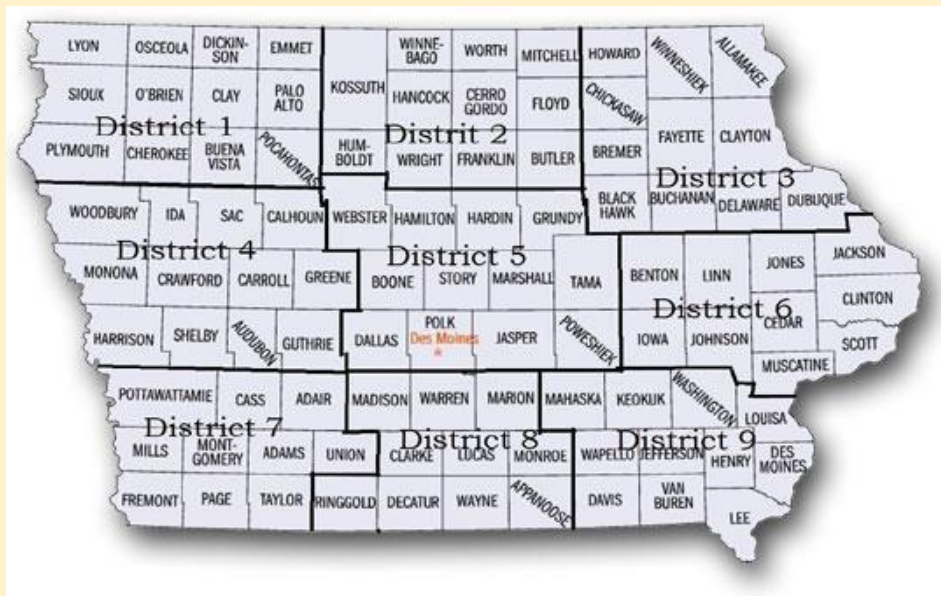 LYON
OSCEOLA
DICKIN-
SON
EMMET
KOSSUTH
WINNE-
BAGO
WORTH
MITCHELL
HOWARD
WINNESHIEK
ALLAMAKEE
SIOUX
O'BRIEN
CLAY
PALO
ALTO
HANCOCK
CERRO
GORDO
FLOYD
CHICKASAW
District 1
Distrit 2
PLYMOUTH
CHEROKEE
BUENA
VISTA
POCAHONTAS
HUM-
BOLDT
WRIGHT
FRANKLIN
BUTLER
BREMER
FAYETTE
CLAYTON
District 3
WOODBURY
IDA
SAC
CALHOUN
WEBSTER
HAMILTON
HARDIN
GRUNDY
BLACK
HAWK
BUCHANAN
DELAWARE
DUBUQUE
District 4
District 5
MONONA
CRAWFORD
CARROLL
GREENE
BOONE
STORY
MARSHALL
TAMA
BENTON
LINN
JONES
JACKSON
District 6
CLINTON
HARRISON
SHELBY
AUDUBON
GUTHRIE
DALLAS
POLK
Des Moines
*
JASPER
POWESHIEK
IOWA
JOHNSON
CEDAR
SCOTT
MUSCATINE
POTTAWATTAMIE
CASS
ADAIR
MADISON
WARREN
MARION
MAHASKA
KEOKUK
WASHINGTON
LOUISA
District 7
District 8
District 9
MILLS
MONT-
GOMERY
ADAMS
UNION
CLARKE
LUCAS
MONROE
WAPELLO
JEFFERSON
HENRY
DES
MOINES
FREMONT
PAGE
TAYLOR
RINGGOLD
DECATUR
WAYNE
APPANOOSE
DAVIS
VAN
BUREN
LEE